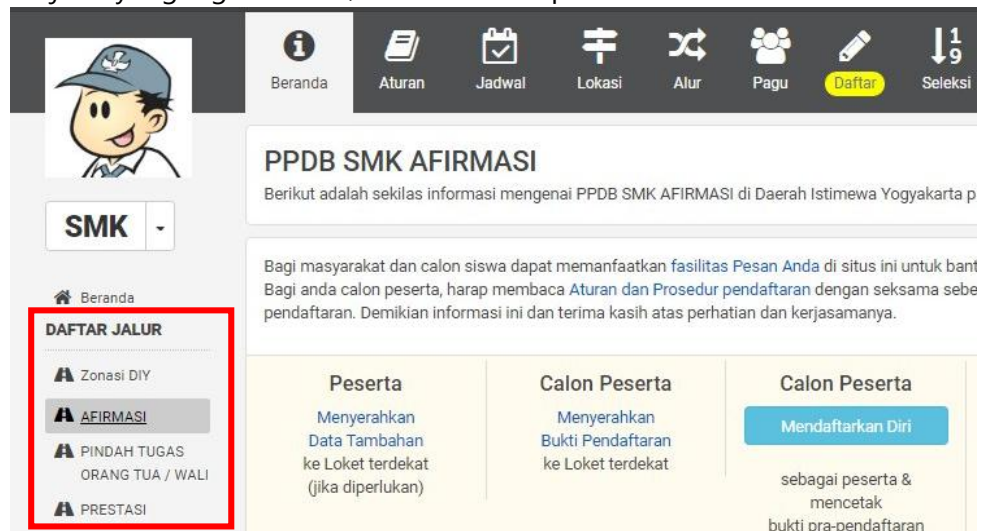 Beranda
Aturan
Jadwal
Lokasi
Alur
Pagu
Daftar
Seleksi
SMK
Beranda
DAFTAR JALUR
Zonasi DIY
AFIRMASI
PINDAH TUGAS
ORANG TUA / WALI
PRESTASI
PPDB SMK AFIRMASI
Berikut adalah sekilas informasi mengenai PPDB SMK AFIRMASI di Daerah Istimewa Yogyakarta p
Bagi masyarakat dan calon siswa dapat memanfaatkan fasilitas Pesan Anda di situs ini untuk bant
Bagi anda calon peserta, harap membaca Aturan dan Prosedur pendaftaran dengan seksama sebe
pendaftaran. Demikian informasi ini dan terima kasih atas perhatian dan kerjasamanya.
Peserta
Menyerahkan
Data Tambahan
ke Loket terdekat
(jika diperlukan)
Calon Peserta
Menyerahkan
Bukti Pendaftaran
ke Loket terdekat
Calon Peserta
Mendaftarkan Diri
sebagai peserta &
mencetak
bukti pra-pendaftaran